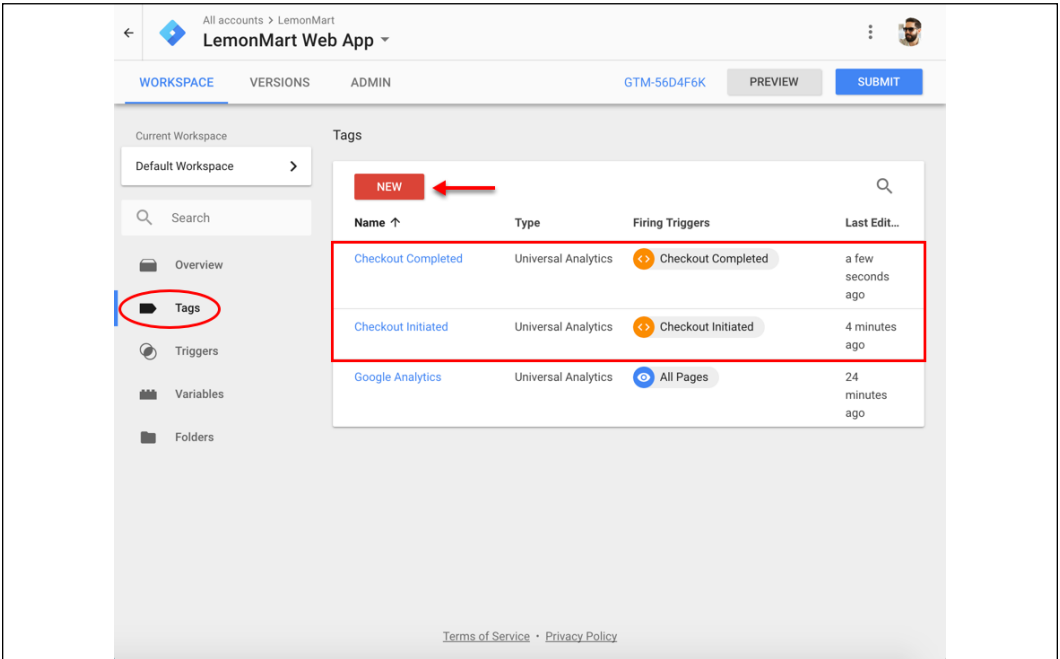 All accounts > LemonMart
LemonMart Web App
WORKSPACE VERSIONS ADMIN GTM-56D4F6K PREVIEW SUBMIT
Current Workspace
Default Workspace
Search
Overview
Tags
Triggers
Variables
Folders
Tags
NEW
Name Type Firing Triggers Last Edit...
Checkout Completed Universal Analytics Checkout Completed a few
seconds
ago
Checkout Initiated Universal Analytics Checkout Initiated 4 minutes
ago
Google Analytics Universal Analytics All Pages 24
minutes
ago
Terms of Service · Privacy Policy